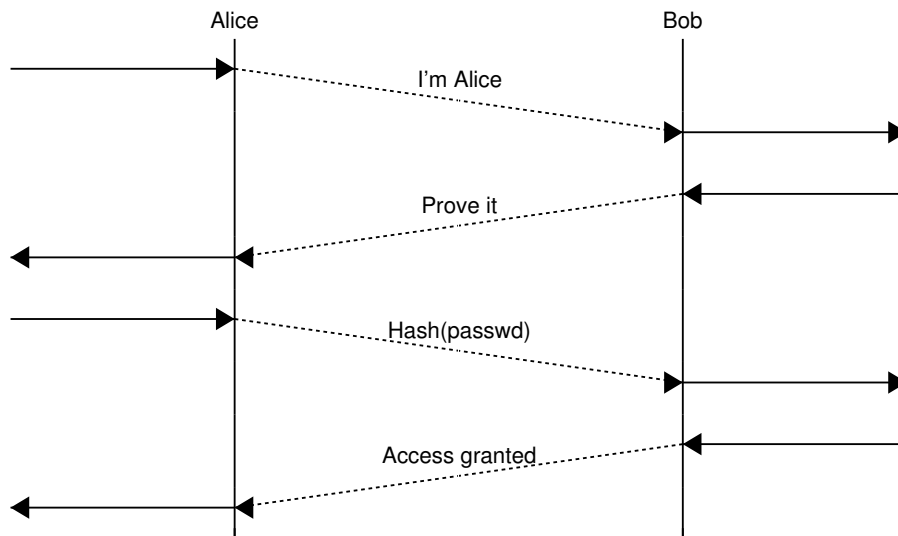 Alice
Bob
I'm Alice
Prove it
Hash(passwd)
Access granted